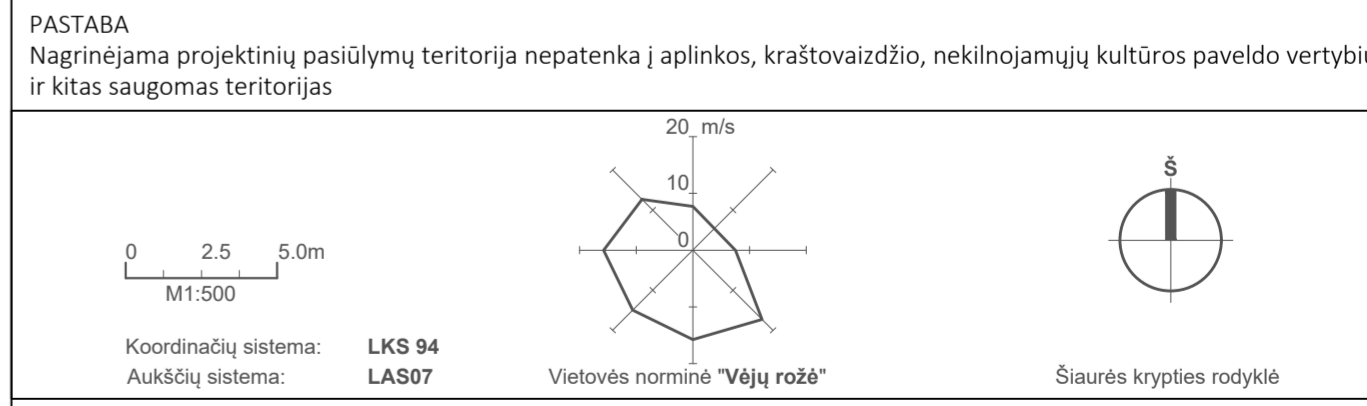 PASTABA
Nagrinėjama projektinių pasiūlymų teritorija nepatenka į aplinkos, kraštovaizdžio, nekilnojamųjų kultūros paveldo
ir kitas saugomas teritorijas
20 m/s
10
0
Š
0 2.5 5.0m
M1:500
Koordinačių sistema: LKS 94
Aukščių sistema: LAS07
Vietovės norminė "Vėjų rožė"
Šiaurės krypties rodyklė